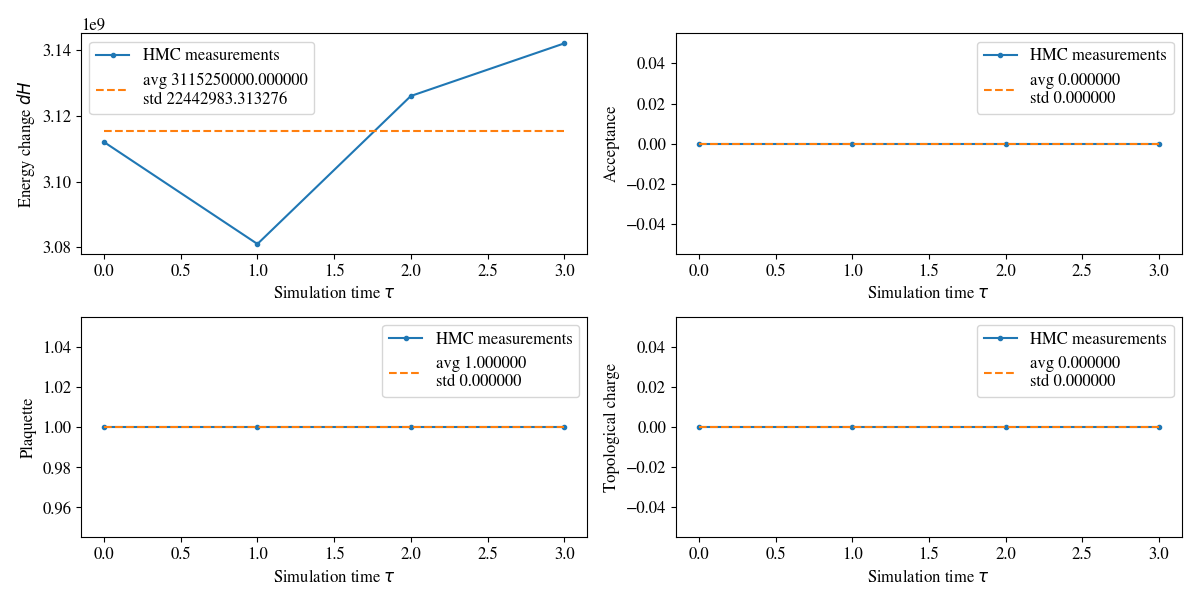 1e9
3.14
3.12
3.10
3.08
Energy change dH
HMC measurements
avg 3115250000.000000
std 22442983.313276
0.0 0.5 1.0 1.5 2.0 2.5 3.0
Simulation time τ
0.04
0.02
0.00
−0.02
−0.04
Acceptance
HMC measurements
avg 0.000000
std 0.000000
0.0 0.5 1.0 1.5 2.0 2.5 3.0
Simulation time τ
1.04
1.02
1.00
0.98
0.96
Plaquette
HMC measurements
avg 1.000000
std 0.000000
0.0 0.5 1.0 1.5 2.0 2.5 3.0
Simulation time τ
0.04
0.02
0.00
−0.02
−0.04
Topological charge
HMC measurements
avg 0.000000
std 0.000000
0.0 0.5 1.0 1.5 2.0 2.5 3.0
Simulation time τ